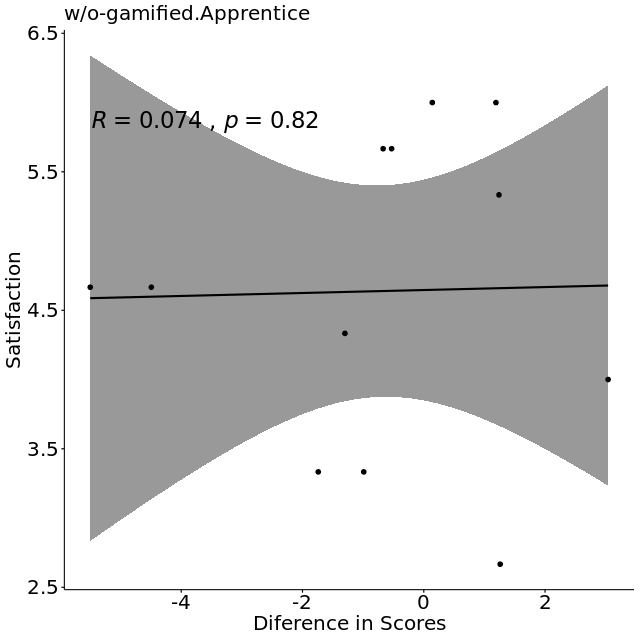 w/o-gamified.Apprentice
6.5
R = 0.074 , p = 0.82
5.5
Satisfaction
4.5
3.5
2.5
-4 -2 0 2
Diference in Scores